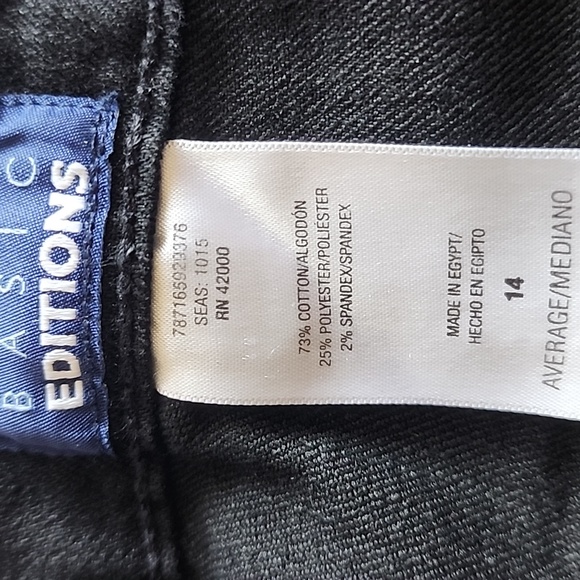 BASIC
EDITIONS
787165929376
SEAS: 1015
RN 42000
73% COTTON/ALGODÓN
25% POLYESTER/POLIÉSTER
2% SPANDEX/SPANDEX
MADE IN EGYPT/
HECHO EN EGIPTO
14
AVERAGE/MEDIANO